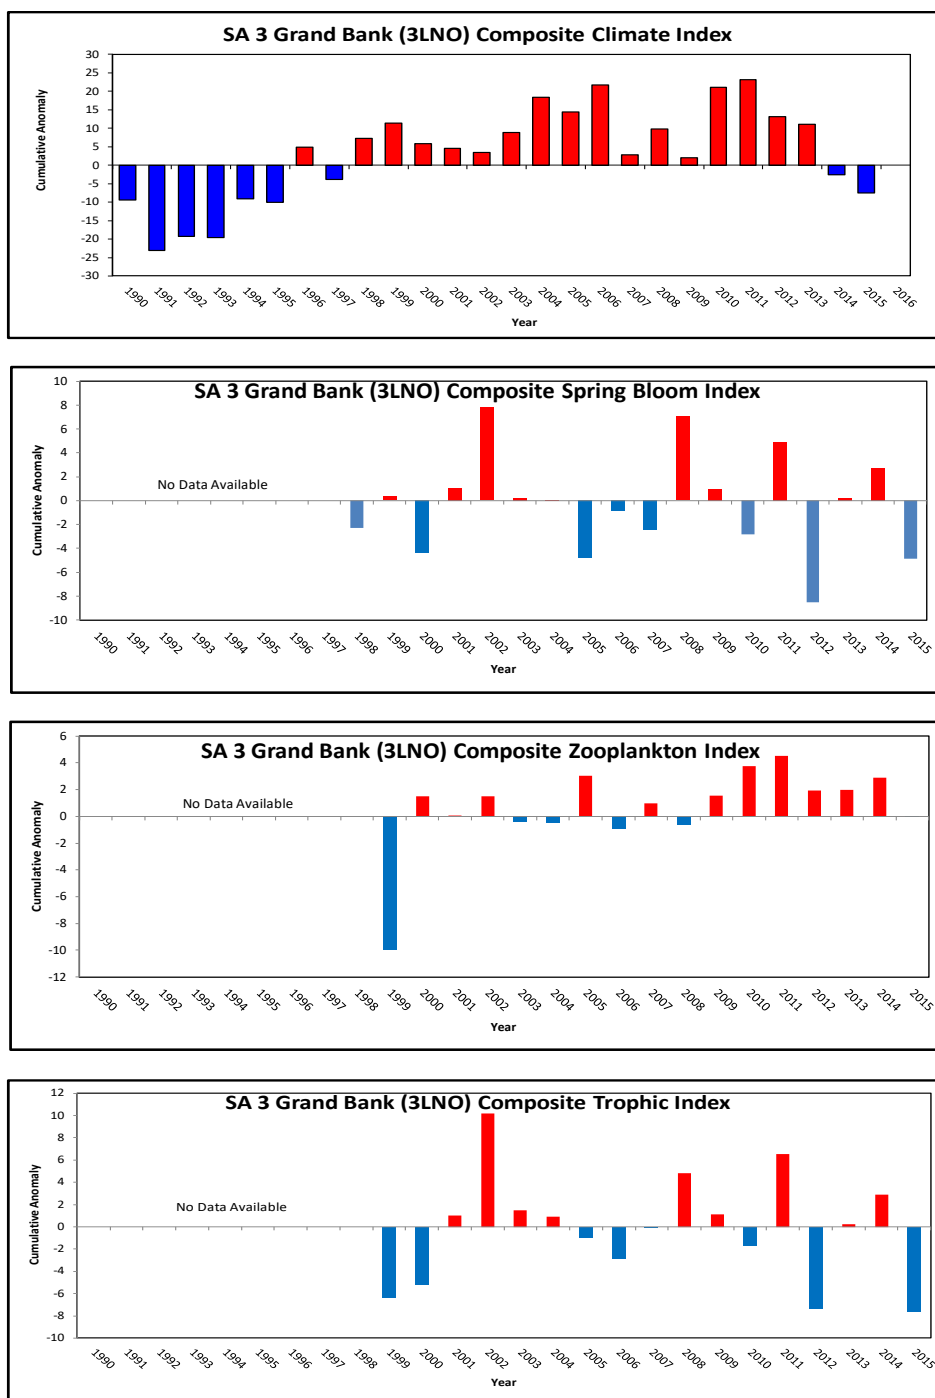 SA 3 Grand Bank (3LNO) Composite Climate Index
Cumulative Anomaly
30
25
20
15
10
5
0
-5
-10
-15
-20
-25
-30
1990 1991 1992 1993 1994 1995 1996 1997 1998 1999 2000 2001 2002 2003 2004 2005 2006 2007 2008 2009 2010 2011 2012 2013 2014 2015 2016
Year
SA 3 Grand Bank (3LNO) Composite Spring Bloom Index
Cumulative Anomaly
10
8
6
4
2
0
-2
-4
-6
-8
-10
No Data Available
1990 1991 1992 1993 1994 1995 1996 1997 1998 1999 2000 2001 2002 2003 2004 2005 2006 2007 2008 2009 2010 2011 2012 2013 2014 2015
Year
SA 3 Grand Bank (3LNO) Composite Zooplankton Index
Cumulative Anomaly
6
4
2
0
-2
-4
-6
-8
-10
-12
No Data Available
1990 1991 1992 1993 1994 1995 1996 1997 1998 1999 2000 2001 2002 2003 2004 2005 2006 2007 2008 2009 2010 2011 2012 2013 2014 2015
Year
SA 3 Grand Bank (3LNO) Composite Trophic Index
Cumulative Anomaly
12
10
8
6
4
2
0
-2
-4
-6
-8
-10
No Data Available
1990 1991 1992 1993 1994 1995 1996 1997 1998 1999 2000 2001 2002 2003 2004 2005 2006 2007 2008 2009 2010 2011 2012 2013 2014 2015
Year